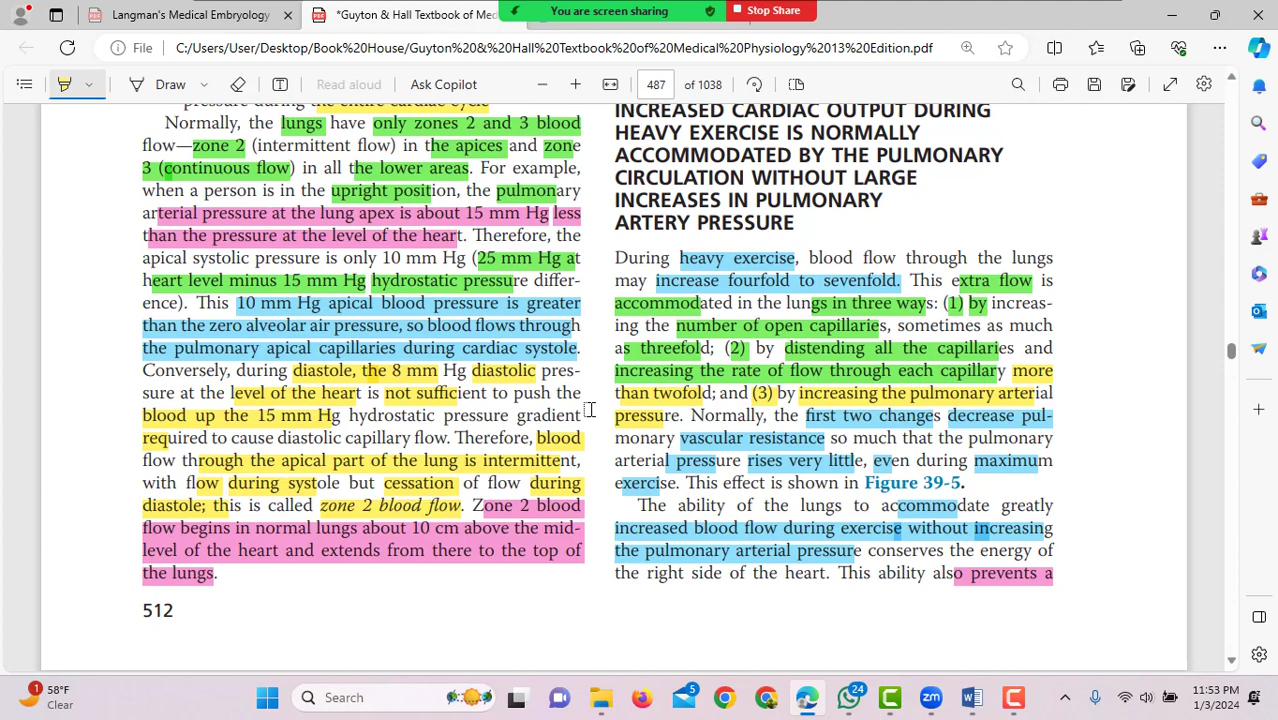 Langman's Medical Embryology
*Guyton & Hall Textbook of Med
You are screen sharing
Stop Share
File
C:/Users/User/Desktop/Book%20House/Guyton%20&%20Hall%20Textbook%20of%20Medical%20Physiology%2013%20Edition.pdf
Draw
Read aloud
Ask Copilot
487 of 1038
pressure during the entire cardiac cycle
Normally, the lungs have only zones 2 and 3 blood
flow—zone 2 (intermittent flow) in the apices and zone
3 (continuous flow) in all the lower areas. For example,
when a person is in the upright position, the pulmonary
arterial pressure at the lung apex is about 15 mm Hg less
than the pressure at the level of the heart. Therefore, the
apical systolic pressure is only 10 mm Hg (25 mm Hg at
heart level minus 15 mm Hg hydrostatic pressure differ-
ence). This 10 mm Hg apical blood pressure is greater
than the zero alveolar air pressure, so blood flows through
the pulmonary apical capillaries during cardiac systole.
Conversely, during diastole, the 8 mm Hg diastolic pres-
sure at the level of the heart is not sufficient to push the
blood up the 15 mm Hg hydrostatic pressure gradient
required to cause diastolic capillary flow. Therefore, blood
flow through the apical part of the lung is intermittent,
with flow during systole but cessation of flow during
diastole; this is called zone 2 blood flow. Zone 2 blood
flow begins in normal lungs about 10 cm above the mid-
level of the heart and extends from there to the top of
the lungs.
512
INCREASED CARDIAC OUTPUT DURING
HEAVY EXERCISE IS NORMALLY
ACCOMMODATED BY THE PULMONARY
CIRCULATION WITHOUT LARGE
INCREASES IN PULMONARY
ARTERY PRESSURE
During heavy exercise, blood flow through the lungs
may increase fourfold to sevenfold. This extra flow is
accommodated in the lungs in three ways: (1) by increas-
ing the number of open capillaries, sometimes as much
as threefold; (2) by distending all the capillaries and
increasing the rate of flow through each capillary more
than twofold; and (3) by increasing the pulmonary arterial
pressure. Normally, the first two changes decrease pul-
monary vascular resistance so much that the pulmonary
arterial pressure rises very little, even during maximum
exercise. This effect is shown in Figure 39-5.
The ability of the lungs to accommodate greatly
increased blood flow during exercise without increasing
the pulmonary arterial pressure conserves the energy of
the right side of the heart. This ability also prevents a
1
58°F
Clear
Search
5
24
zm
11:53 PM
1/3/2024